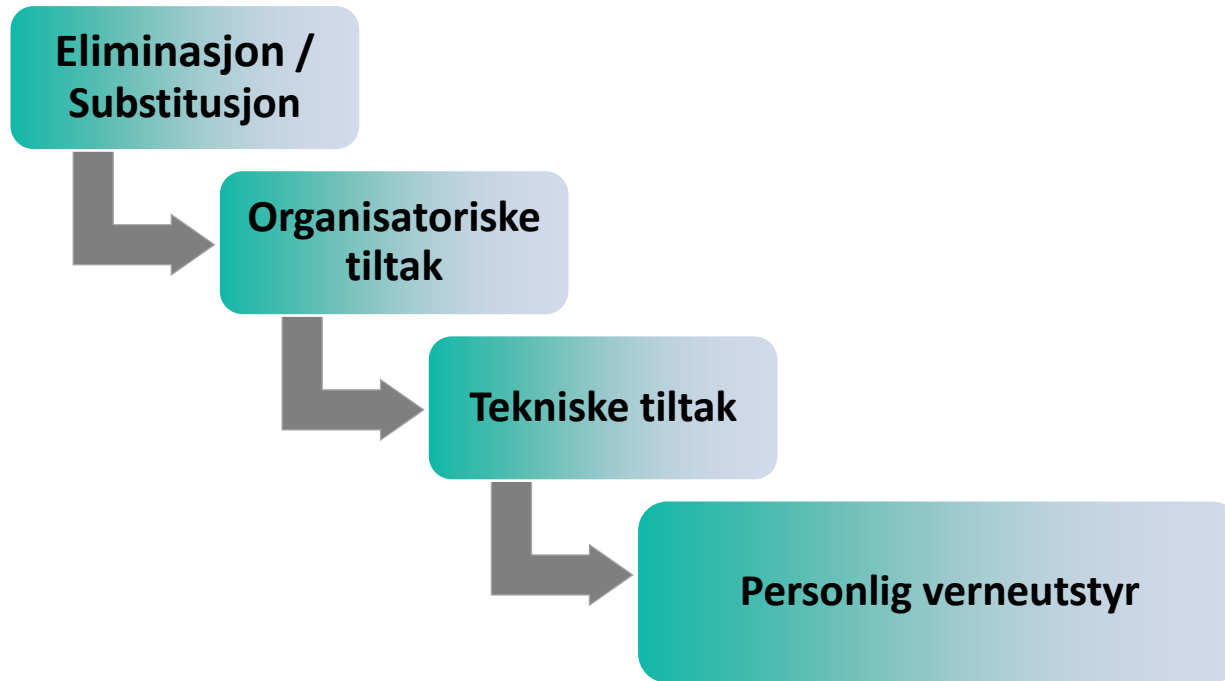 Eliminasjon /
Substitusjon
Organisatoriske
tiltak
Tekniske tiltak
Personlig verneutstyr